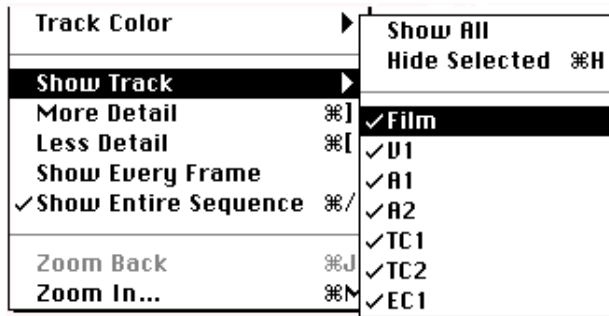 Track Color
Show Track
More Detail ⌘]
Less Detail ⌘[
Show Every Frame
✓Show Entire Sequence ⌘/
Zoom Back ⌘J
Zoom In... ⌘M
Show All
Hide Selected ⌘H
✓Film
✓V1
✓A1
✓A2
✓TC1
✓TC2
✓EC1